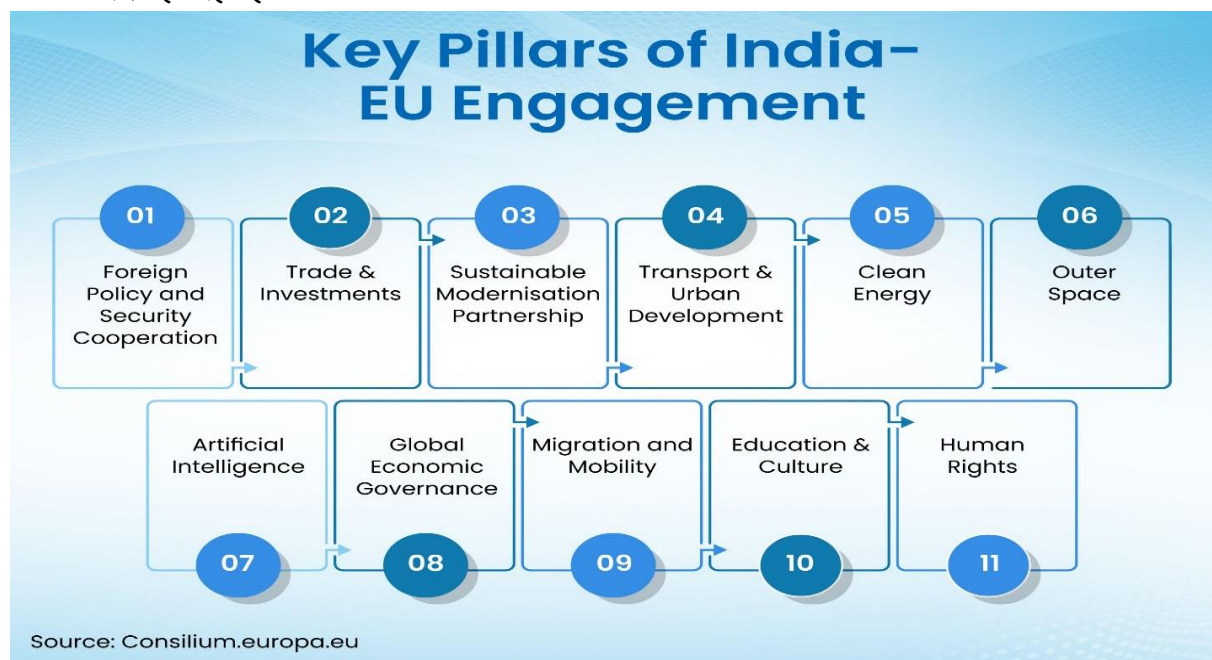 Key Pillars of India–
EU Engagement
01
Foreign
Policy and
Security
Cooperation
02
Trade &
Investments
03
Sustainable
Modernisation
Partnership
04
Transport &
Urban
Development
05
Clean
Energy
06
Outer
Space
Artificial
Intelligence
07
Global
Economic
Governance
08
Migration and
Mobility
09
Education &
Culture
10
Human
Rights
11
Source: Consilium.europa.eu